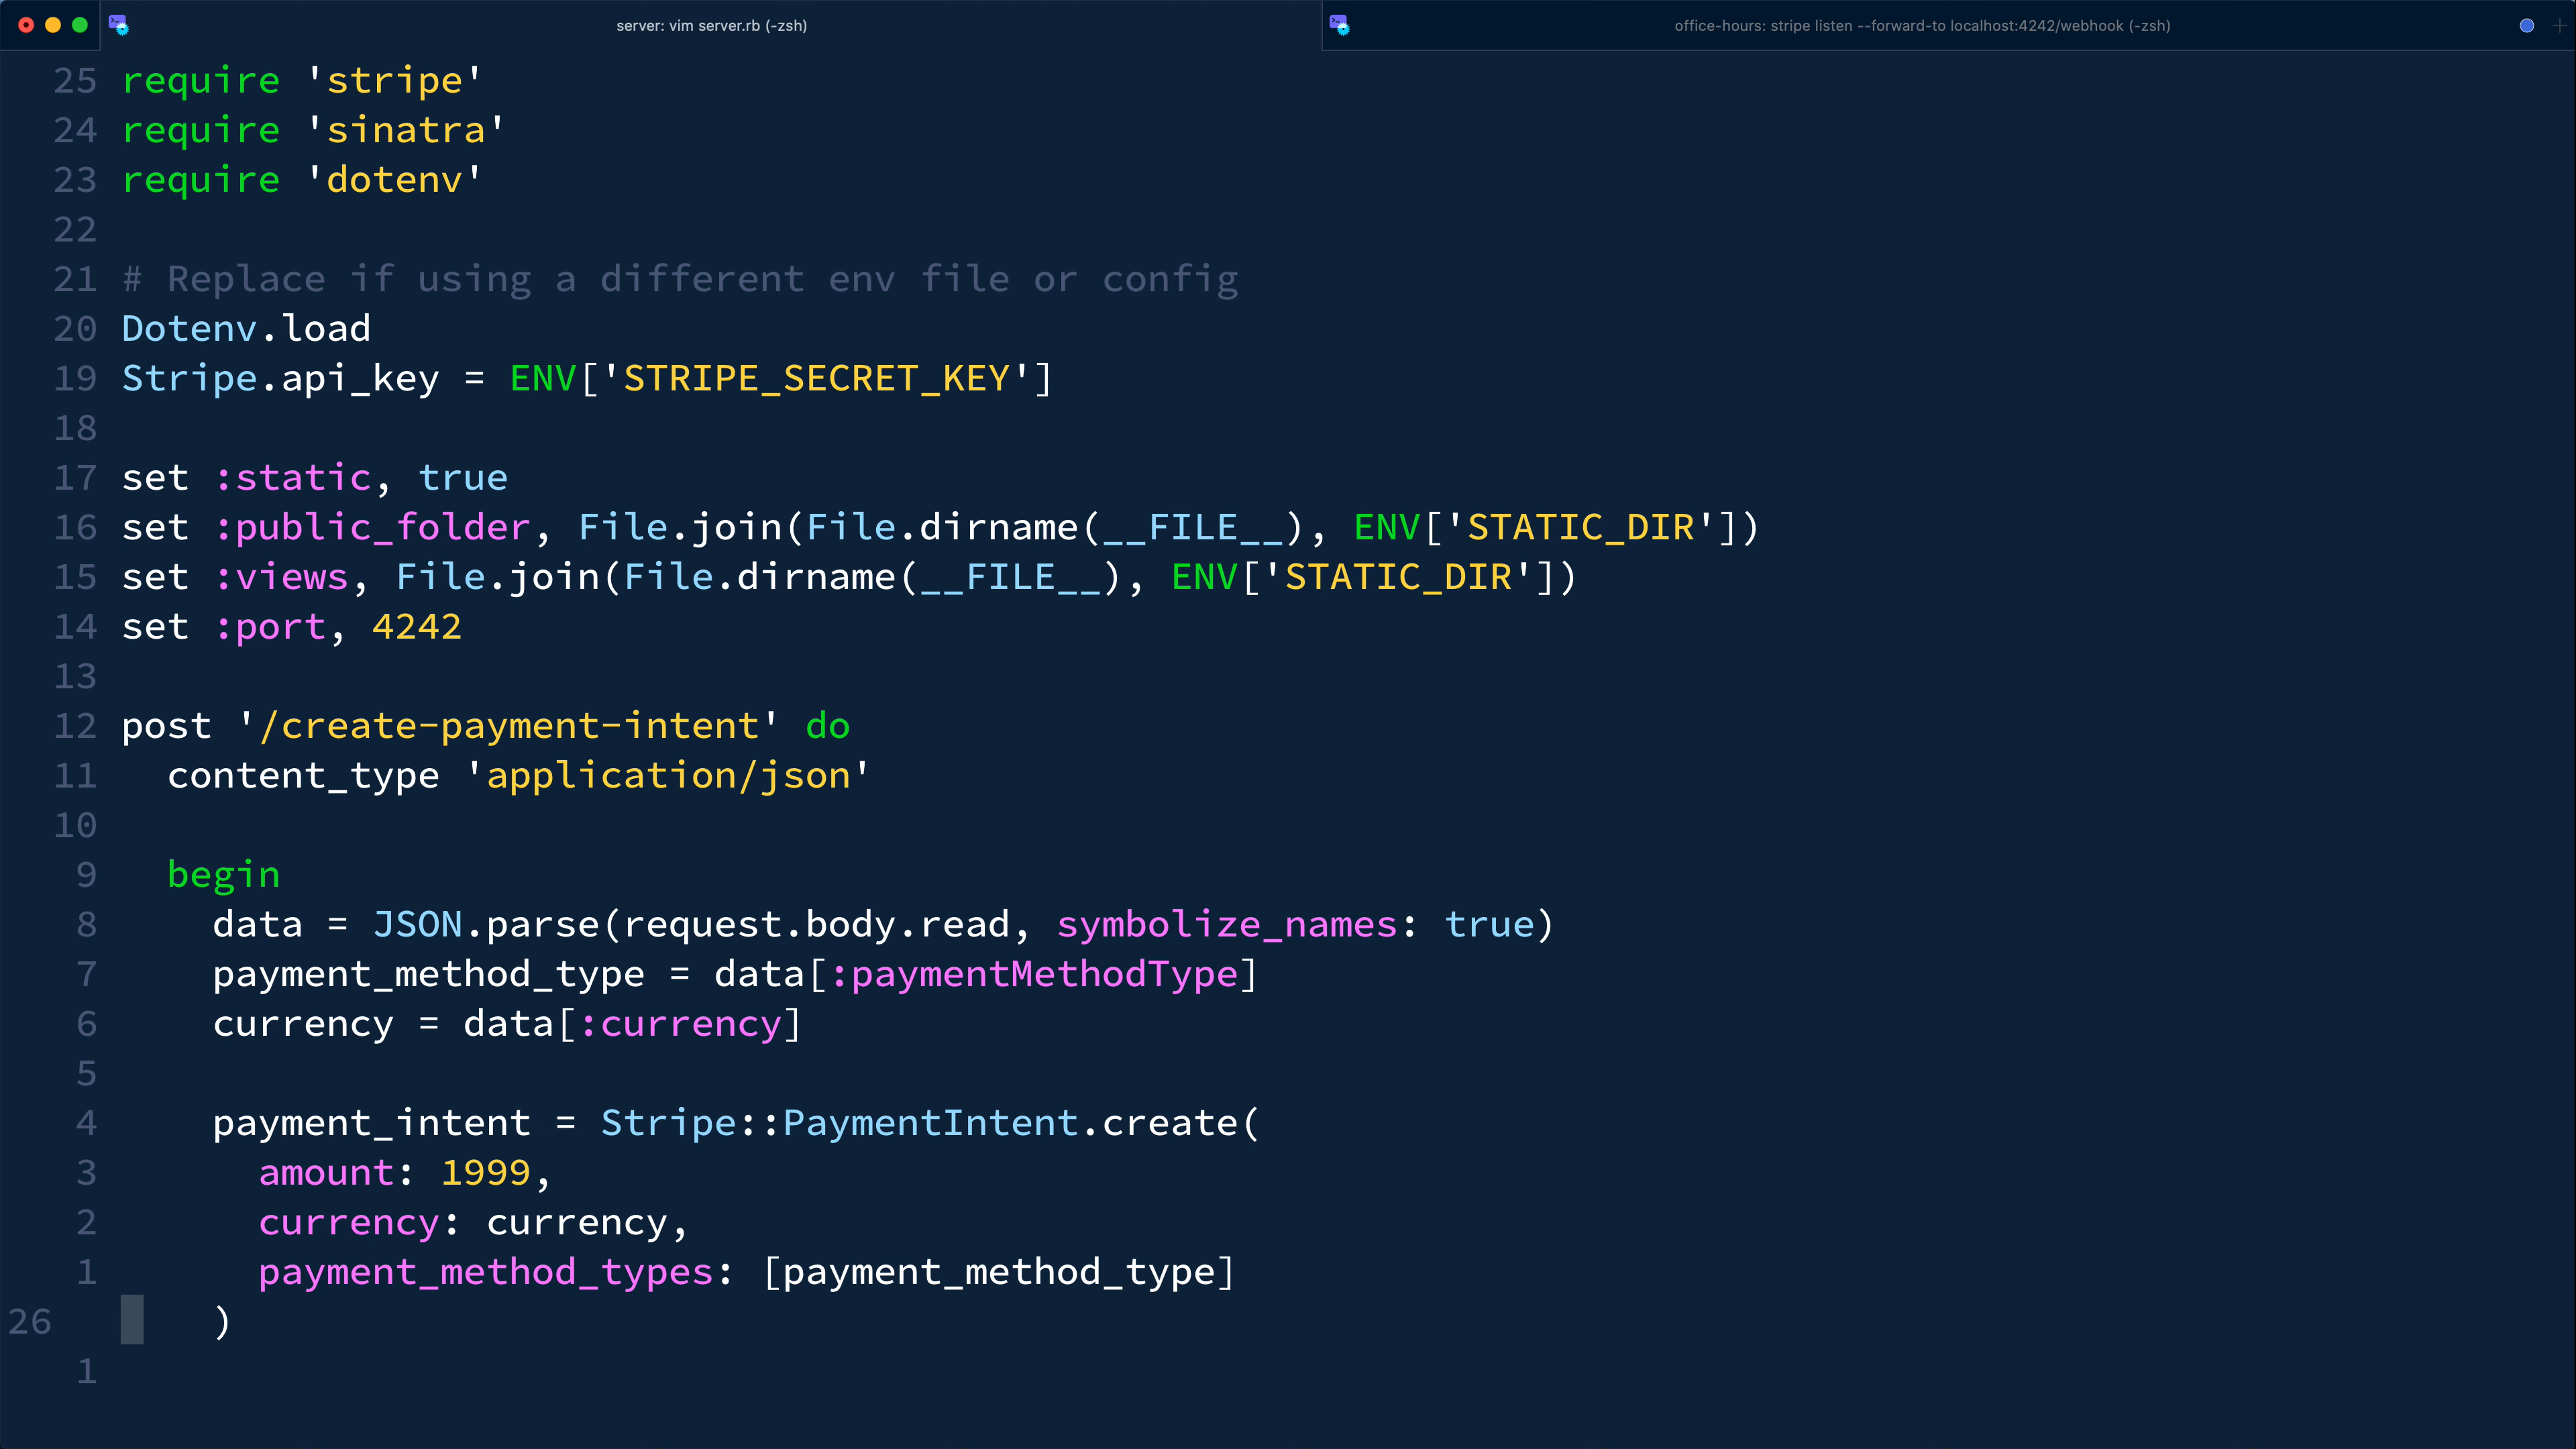 server: vim server.rb (-zsh)
office-hours: stripe listen --forward-to localhost:4242/webhook (-zsh)
25 require 'stripe'
24 require 'sinatra'
23 require 'dotenv'
22
21 # Replace if using a different env file or config
20 Dotenv.load
19 Stripe.api_key = ENV['STRIPE_SECRET_KEY']
18
17 set :static, true
16 set :public_folder, File.join(File.dirname(__FILE__), ENV['STATIC_DIR'])
15 set :views, File.join(File.dirname(__FILE__), ENV['STATIC_DIR'])
14 set :port, 4242
13
12 post '/create-payment-intent' do
11   content_type 'application/json'
10
9   begin
8     data = JSON.parse(request.body.read, symbolize_names: true)
7     payment_method_type = data[:paymentMethodType]
6     currency = data[:currency]
5
4     payment_intent = Stripe::PaymentIntent.create(
3       amount: 1999,
2       currency: currency,
1       payment_method_types: [payment_method_type]
26     )
1